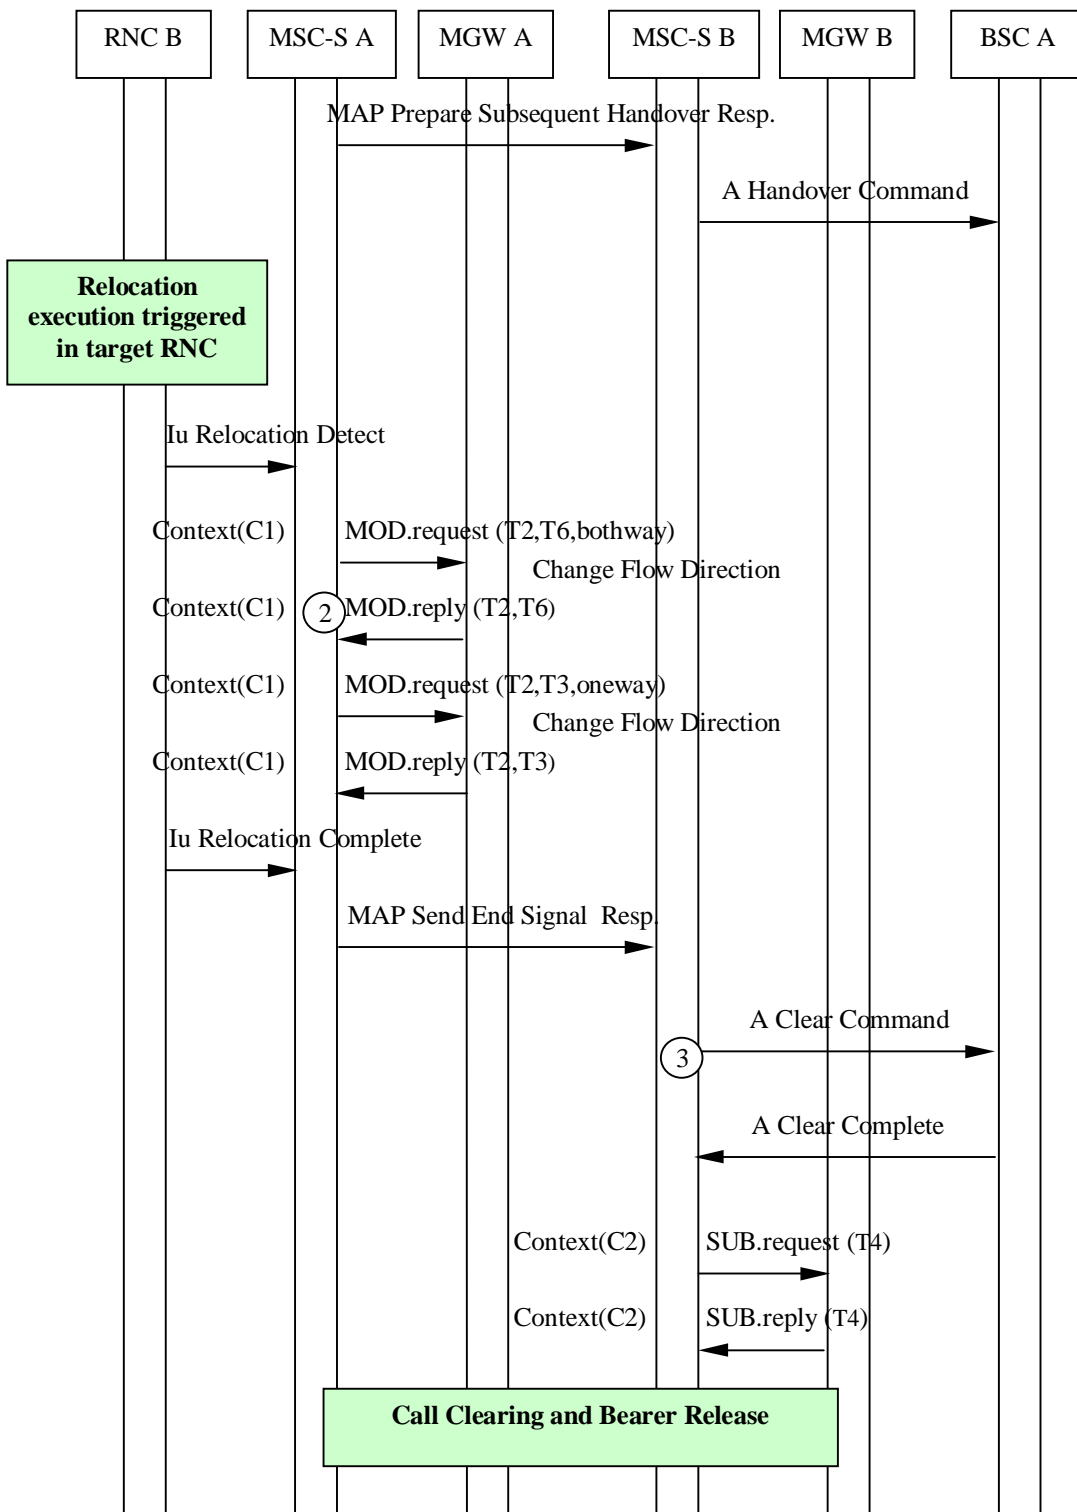 RNC B MSC-S A MGW A MSC-S B MGW B BSC A
MAP Prepare Subsequent Handover Resp.
A Handover Command
Relocation
execution triggered
in target RNC
Iu Relocation Detect
Context(C1) MOD.request (T2,T6,bothway)
Change Flow Direction
Context(C1) 2 MOD.reply (T2,T6)
Context(C1) MOD.request (T2,T3,oneway)
Change Flow Direction
Context(C1) MOD.reply (T2,T3)
Iu Relocation Complete
MAP Send End Signal Resp.
A Clear Command
3
A Clear Complete
Context(C2) SUB.request (T4)
Context(C2) SUB.reply (T4)
Call Clearing and Bearer Release